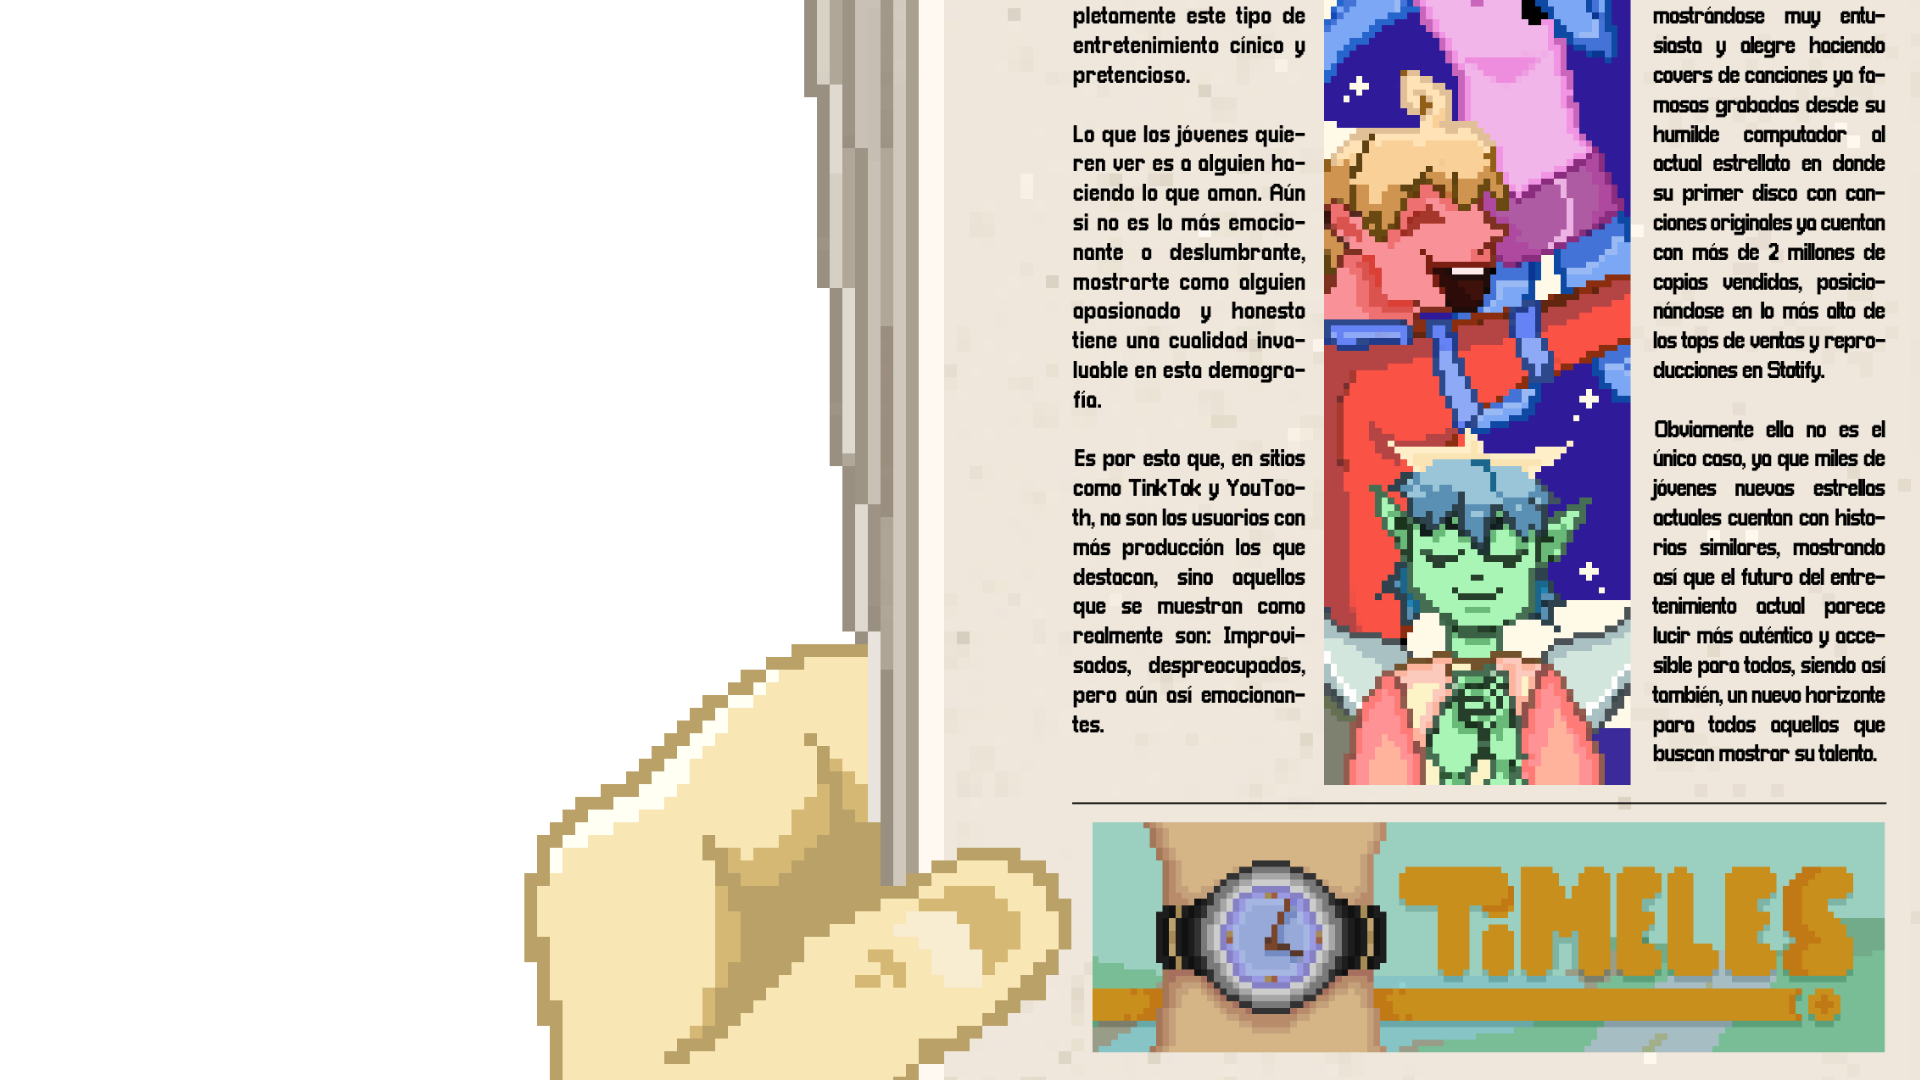 pletamente este tipo de
entretenimiento cínico y
pretencioso.
Lo que los jóvenes quie-
ren ver es a alguien ha-
ciendo lo que aman. Aún
si no es lo más emocio-
nante o deslumbrante,
mostrarte como alguien
apasionado y honesto
tiene una cualidad inva-
luable en esta demogra-
fía.
Es por esto que, en sitios
como TinkTok y YouToo-
th, no son los usuarios con
más producción los que
destacan, sino aquellos
que se muestran como
realmente son: Improvi-
sados, despreocupados,
pero aún así emocionan-
tes.
mostrándose muy entu-
siasta y alegre haciendo
covers de canciones ya fa-
mosas grabadas desde su
humilde computador al
actual estrellato en donde
su primer disco con can-
ciones originales ya cuentan
con más de 2 millones de
copias vendidas, posicio-
nándose en lo más alto de
los tops de ventas y repro-
ducciones en Statify.
Obviamente ella no es el
único caso, ya que miles de
jóvenes nuevas estrellas
actuales cuentan con histo-
rias similares, mostrando
así que el futuro del entre-
tenimiento actual parece
lucir más auténtico y acce-
sible para todos, siendo así
también, un nuevo horizonte
para todos aquellos que
buscan mostrar su talento.
TiMELES